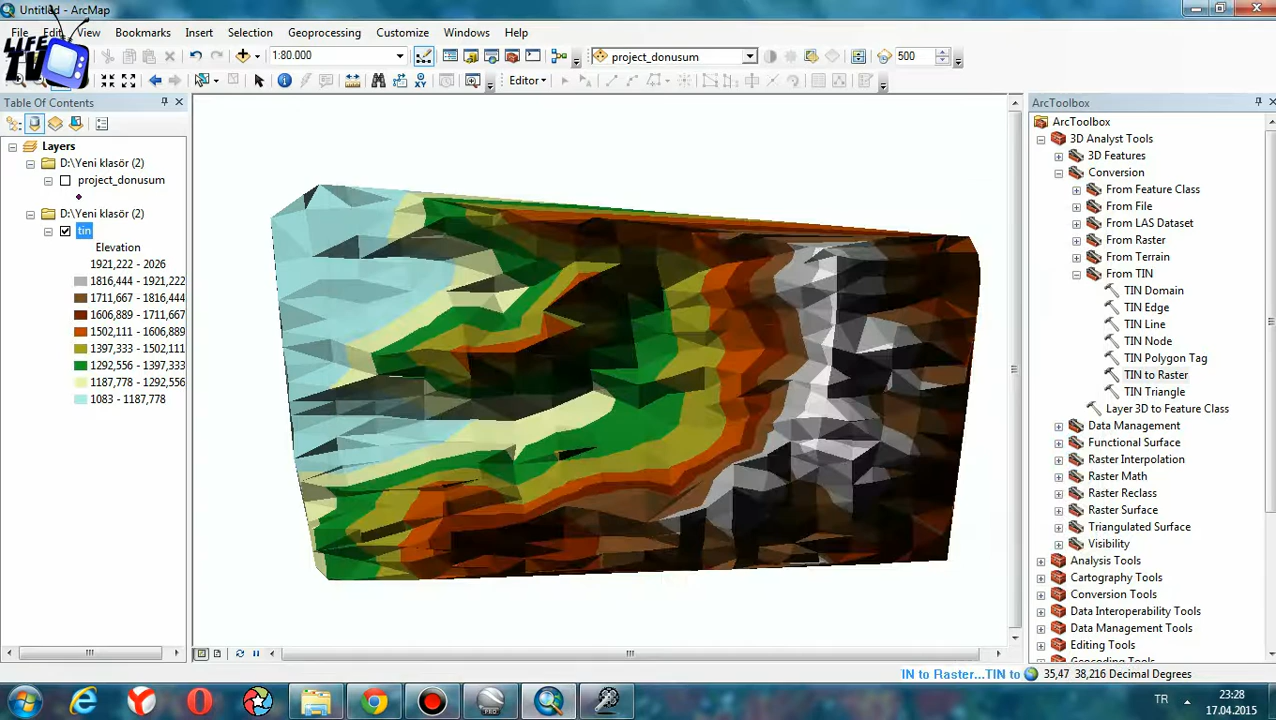 Untitled - ArcMap
File Edit View Bookmarks Insert Selection Geoprocessing Customize Windows Help
LIFE
TV
1:80.000
project_donusum
500
Editor
Table Of Contents
Layers
D:\Yeni klasör (2)
project_donusum
D:\Yeni klasör (2)
tin
Elevation
1921,222 - 2026
1816,444 - 1921,222
1711,667 - 1816,444
1606,889 - 1711,667
1502,111 - 1606,889
1397,333 - 1502,111
1292,556 - 1397,333
1187,778 - 1292,556
1083 - 1187,778
ArcToolbox
ArcToolbox
3D Analyst Tools
3D Features
Conversion
From Feature Class
From File
From LAS Dataset
From Raster
From Terrain
From TIN
TIN Domain
TIN Edge
TIN Line
TIN Node
TIN Polygon Tag
TIN to Raster
TIN Triangle
Layer 3D to Feature Class
Data Management
Functional Surface
Raster Interpolation
Raster Math
Raster Reclass
Raster Surface
Triangulated Surface
Visibility
Analysis Tools
Cartography Tools
Conversion Tools
Data Interoperability Tools
Data Management Tools
Editing Tools
Geocoding Tools
IN to Raster...TIN to
35,47 38,216 Decimal Degrees
PRO
TR
23:28
17.04.2015